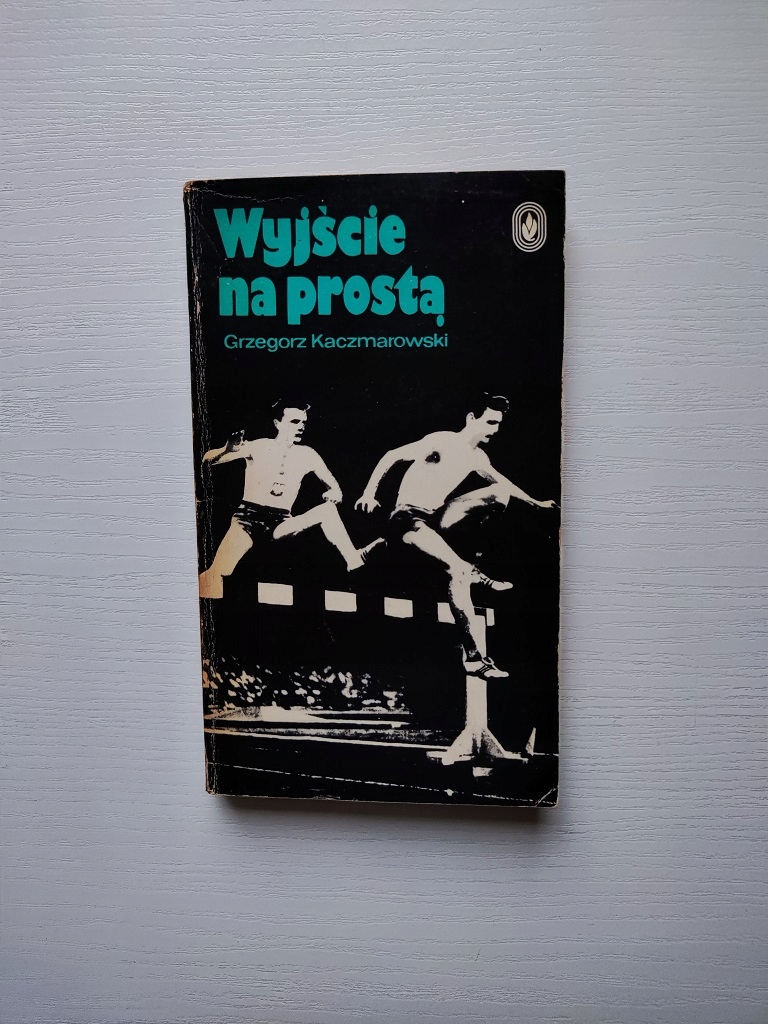 Wyjście
na prostą
Grzegorz Kaczmarowski